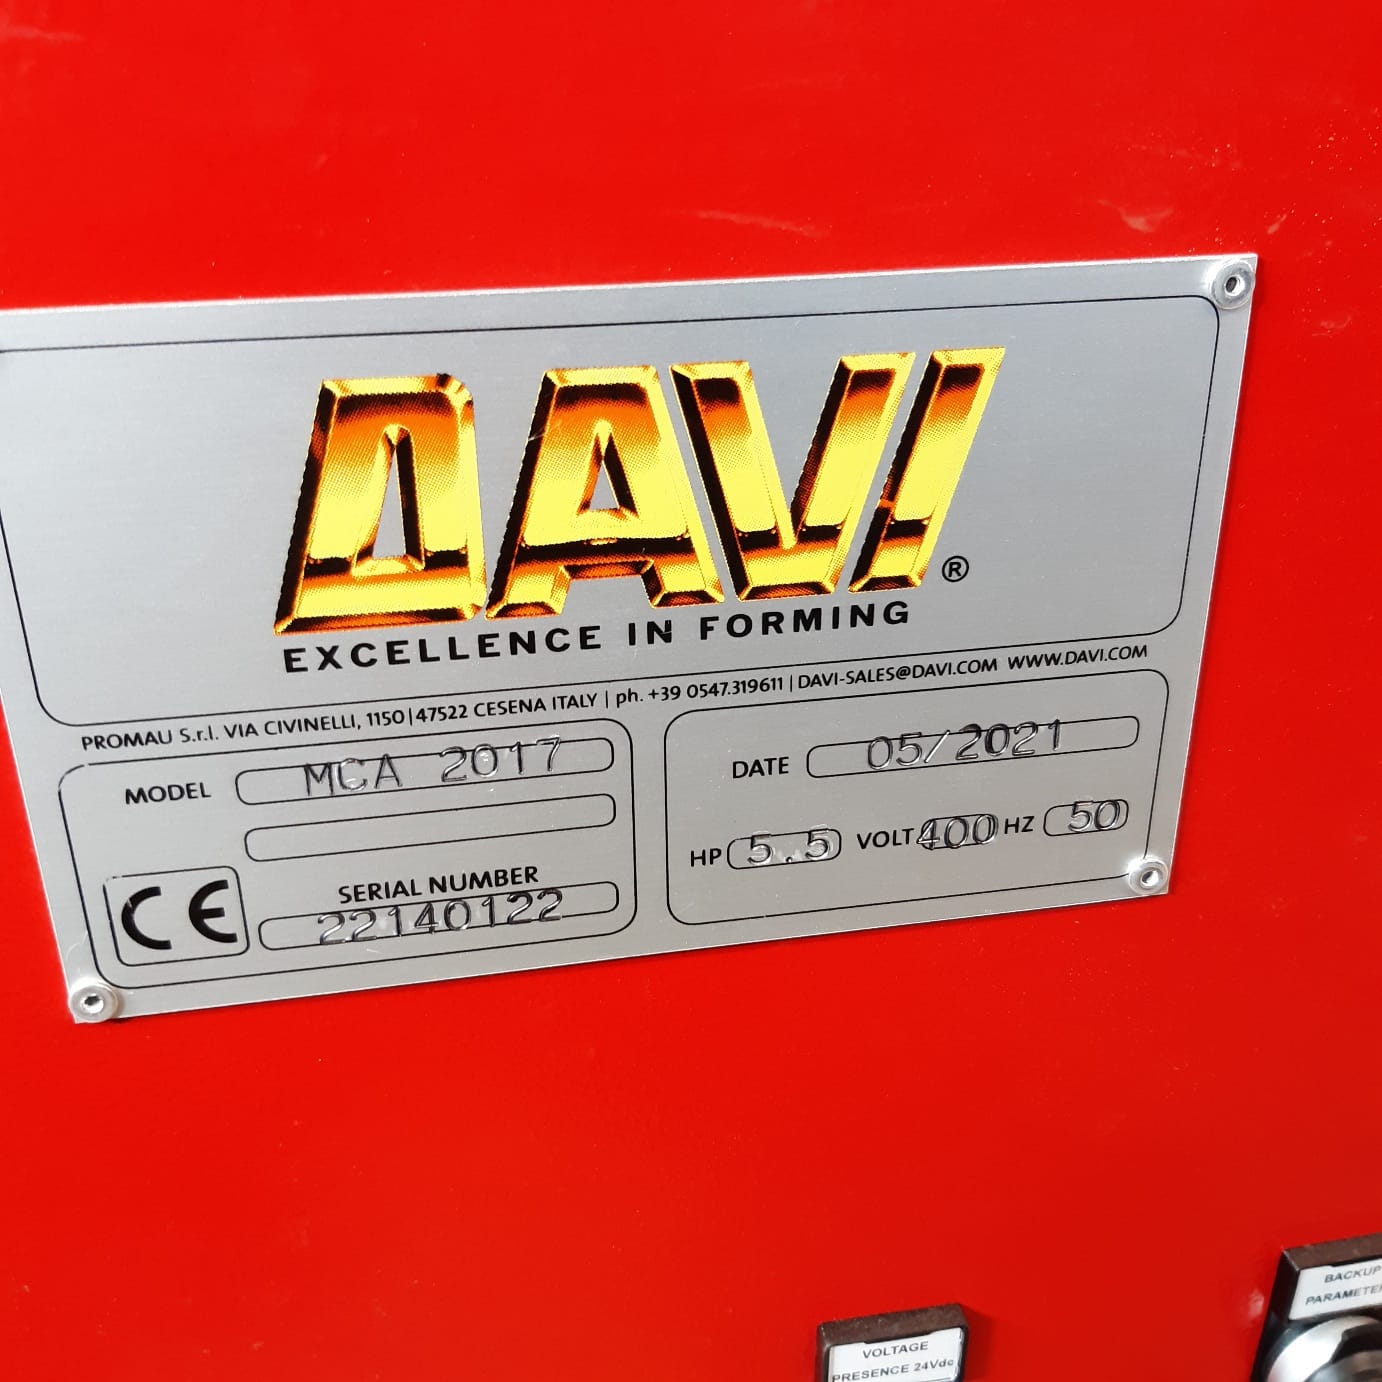 DAVI®
EXCELLENCE IN FORMING
PROMAU S.r.l. VIA CIVINELLI, 1150 | 47522 CESENA ITALY | ph. +39 0547.319611 | DAVI-SALES@DAVI.COM WWW.DAVI.COM
MODEL MCA 2017
SERIAL NUMBER
22140122
CE
DATE 05/2021
HP 5.5 VOLT 400 HZ 50
VOLTAGE
PRESENCE 24Vdc
BACKUP